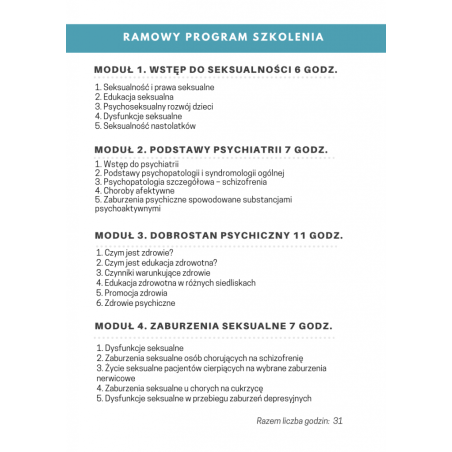 RAMOWY PROGRAM SZKOLENIA
MODUŁ 1. WSTĘP DO SEKSUALNOŚCI 6 GODZ.
1. Seksualność i prawa seksualne
2. Edukacja seksualna
3. Psychoseksualny rozwój dzieci
4. Dysfunkcje seksualne
5. Seksualność nastolatków
MODUŁ 2. PODSTAWY PSYCHIATRII 7 GODZ.
1. Wstęp do psychiatrii
2. Podstawy psychopatologii i syndromologii ogólnej
3. Psychopatologia szczegółowa – schizofrenia
4. Choroby afektywne
5. Zaburzenia psychiczne spowodowane substancjami
psychoaktywnymi
MODUŁ 3. DOBROSTAN PSYCHICZNY 11 GODZ.
1. Czym jest zdrowie?
2. Czym jest edukacja zdrowotna?
3. Czynniki warunkujące zdrowie
4. Edukacja zdrowotna w różnych siedliskach
5. Promocja zdrowia
6. Zdrowie psychiczne
MODUŁ 4. ZABURZENIA SEKSUALNE 7 GODZ.
1. Dysfunkcje seksualne
2. Zaburzenia seksualne osób chorujących na schizofrenię
3. Życie seksualne pacjentów cierpiących na wybrane zaburzenia
nerwicowe
4. Zaburzenia seksualne u chorych na cukrzycę
5. Dysfunkcje seksualne w przebiegu zaburzeń depresyjnych
Razem liczba godzin: 31